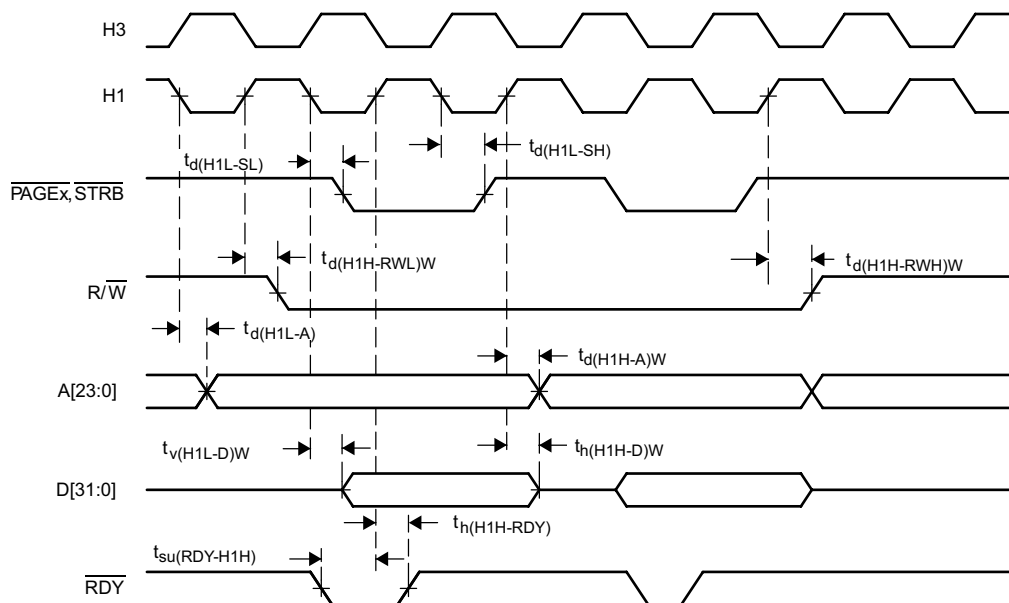 H3
H1
td(H1L-SL)
td(H1L-SH)
PAGEx, STRB
td(H1H-RWL)W
td(H1H-RWH)W
R/W
td(H1L-A)
td(H1H-A)W
A[23:0]
tv(H1L-D)W
th(H1H-D)W
D[31:0]
th(H1H-RDY)
tsu(RDY-H1H)
RDY